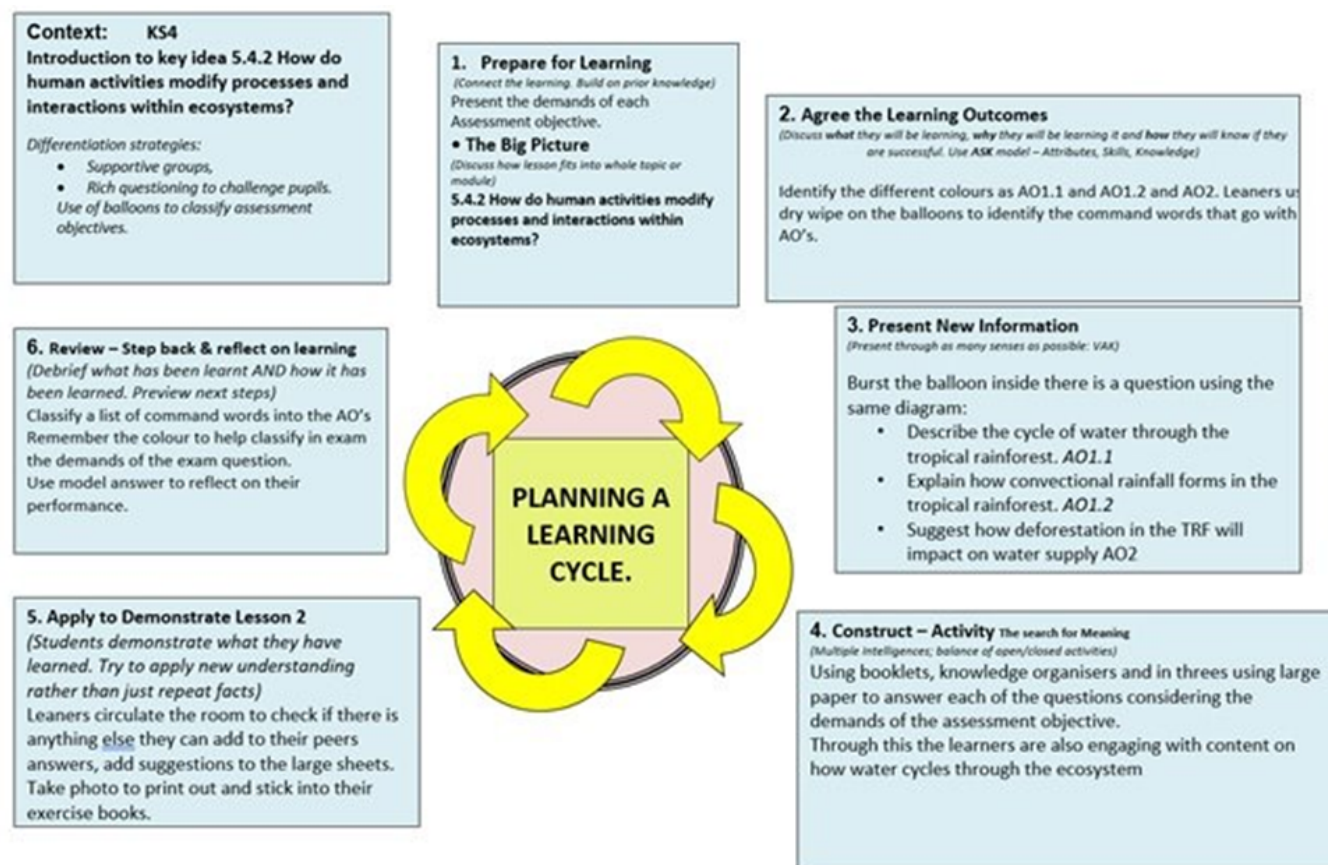 Context: KS4
Introduction to key idea 5.4.2 How do
human activities modify processes and
interactions within ecosystems?
Differentiation strategies:
• Supportive groups,
• Rich questioning to challenge pupils.
Use of balloons to classify assessment
objectives.
1. Prepare for Learning
(Connect the learning. Build on prior knowledge)
Present the demands of each
Assessment objective.
• The Big Picture
(Discuss how lesson fits into whole topic or
module)
5.4.2 How do human activities modify
processes and interactions within
ecosystems?
2. Agree the Learning Outcomes
(Discuss what they will be learning, why they will be learning it and how they will know if they
are successful. Use ASK model – Attributes, Skills, Knowledge)
Identify the different colours as AO1.1 and AO1.2 and AO2. Leaners us
dry wipe on the balloons to identify the command words that go with
AO's.
3. Present New Information
(Present through as many senses as possible: VAK)
Burst the balloon inside there is a question using the
same diagram:
• Describe the cycle of water through the
tropical rainforest. AO1.1
• Explain how convectional rainfall forms in the
tropical rainforest. AO1.2
• Suggest how deforestation in the TRF will
impact on water supply AO2
4. Construct – Activity The search for Meaning
(Multiple Intelligences; balance of open/closed activities)
Using booklets, knowledge organisers and in threes using large
paper to answer each of the questions considering the
demands of the assessment objective.
Through this the learners are also engaging with content on
how water cycles through the ecosystem
5. Apply to Demonstrate Lesson 2
(Students demonstrate what they have
learned. Try to apply new understanding
rather than just repeat facts)
Leaners circulate the room to check if there is
anything else they can add to their peers
answers, add suggestions to the large sheets.
Take photo to print out and stick into their
exercise books.
6. Review – Step back & reflect on learning
(Debrief what has been learnt AND how it has
been learned. Preview next steps)
Classify a list of command words into the AO's
Remember the colour to help classify in exam
the demands of the exam question.
Use model answer to reflect on their
performance.
PLANNING A
LEARNING
CYCLE.